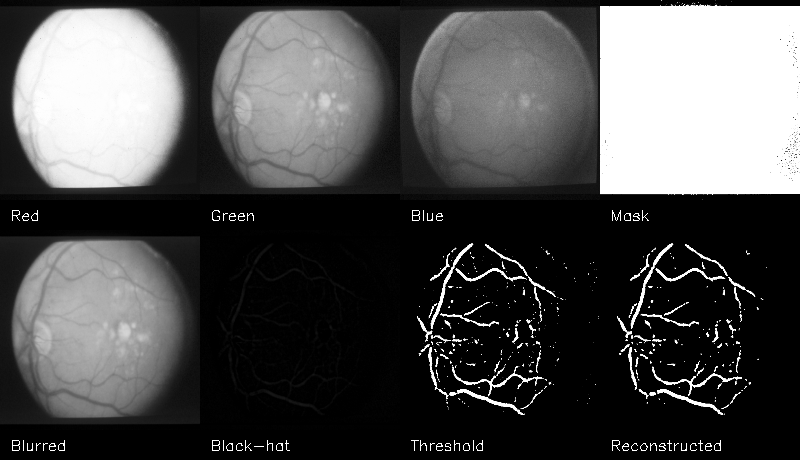 Red
Green
Blue
Mask
Blurred
Black-hat
Threshold
Reconstructed